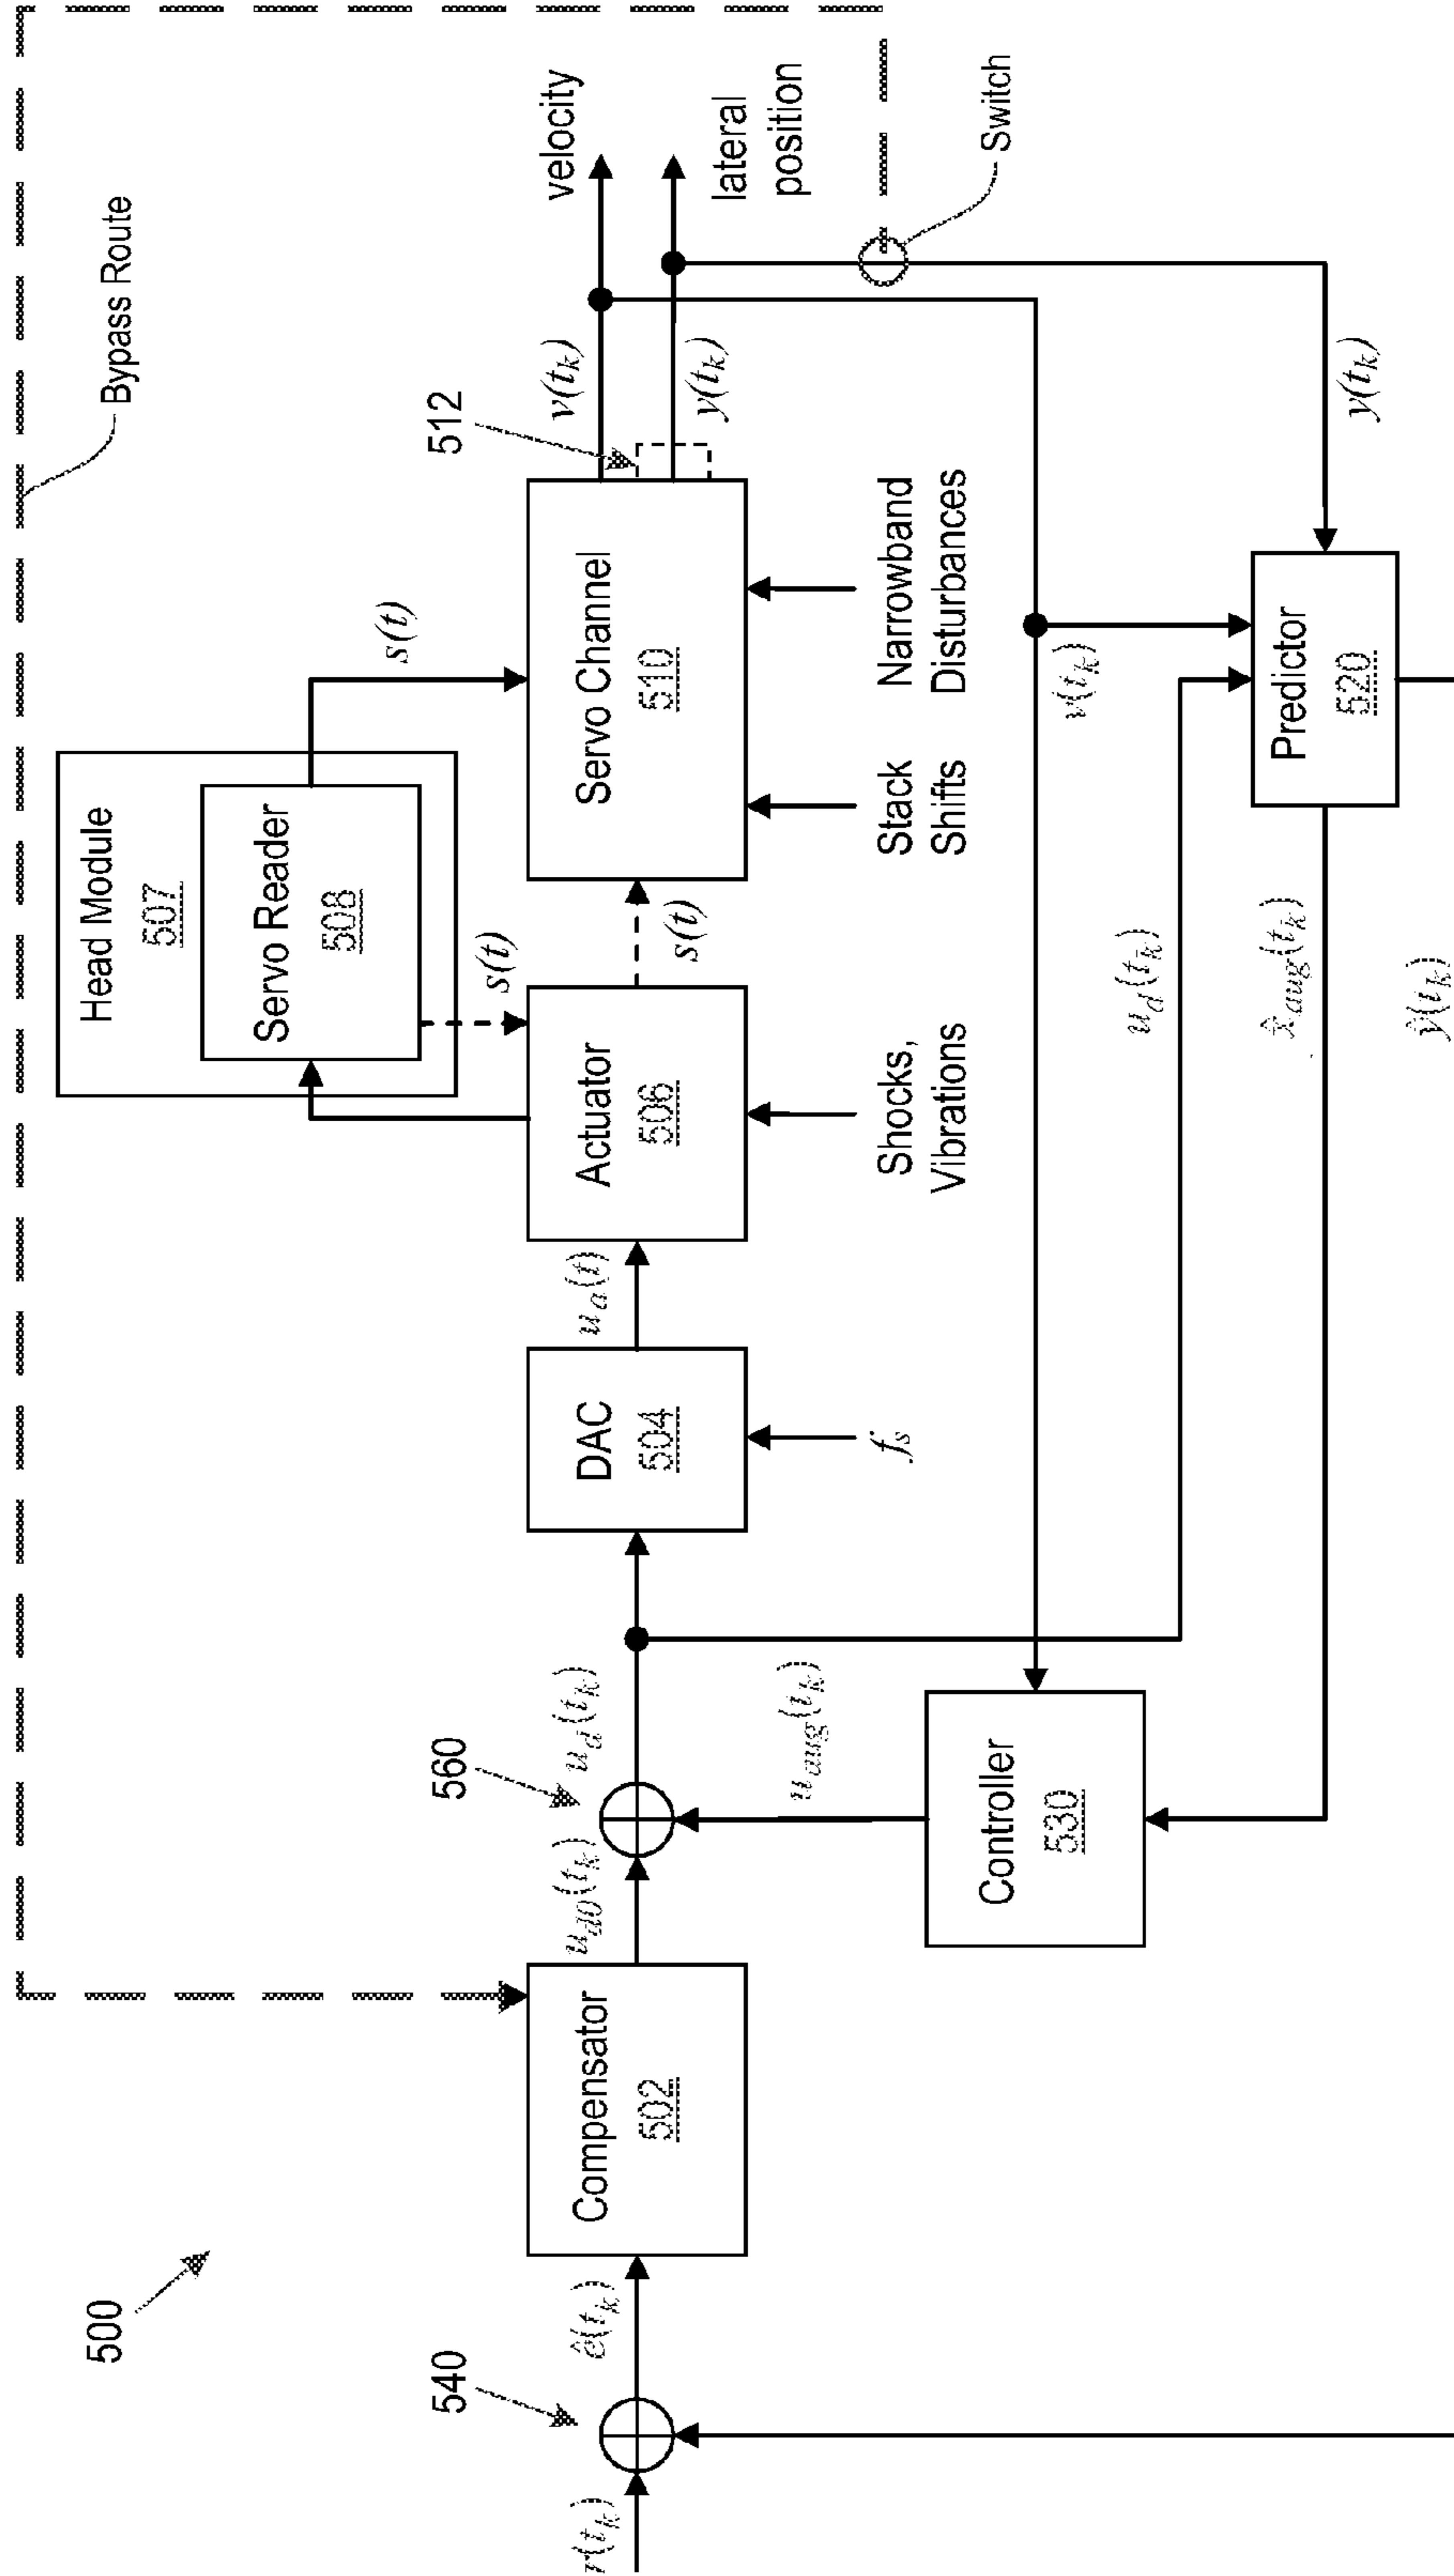 500
Bypass Route
Head Module
507
Servo Reader
508
s(t)
s(t)
512
velocity
lateral
position
Switch
540
560
r(t_k)
ê(t_k)
Compensator
502
u_d0(t_k)
u_d(t_k)
DAC
504
f_s
u_a(t)
Actuator
506
Shocks,
Vibrations
s(t)
Servo Channel
510
Stack
Shifts
Narrowband
Disturbances
v(t_k)
y(t_k)
u_aug(t_k)
Controller
530
v(t_k)
u_d(t_k)
x̂_aug(t_k)
Predictor
520
y(t_k)
ŷ(t_k)